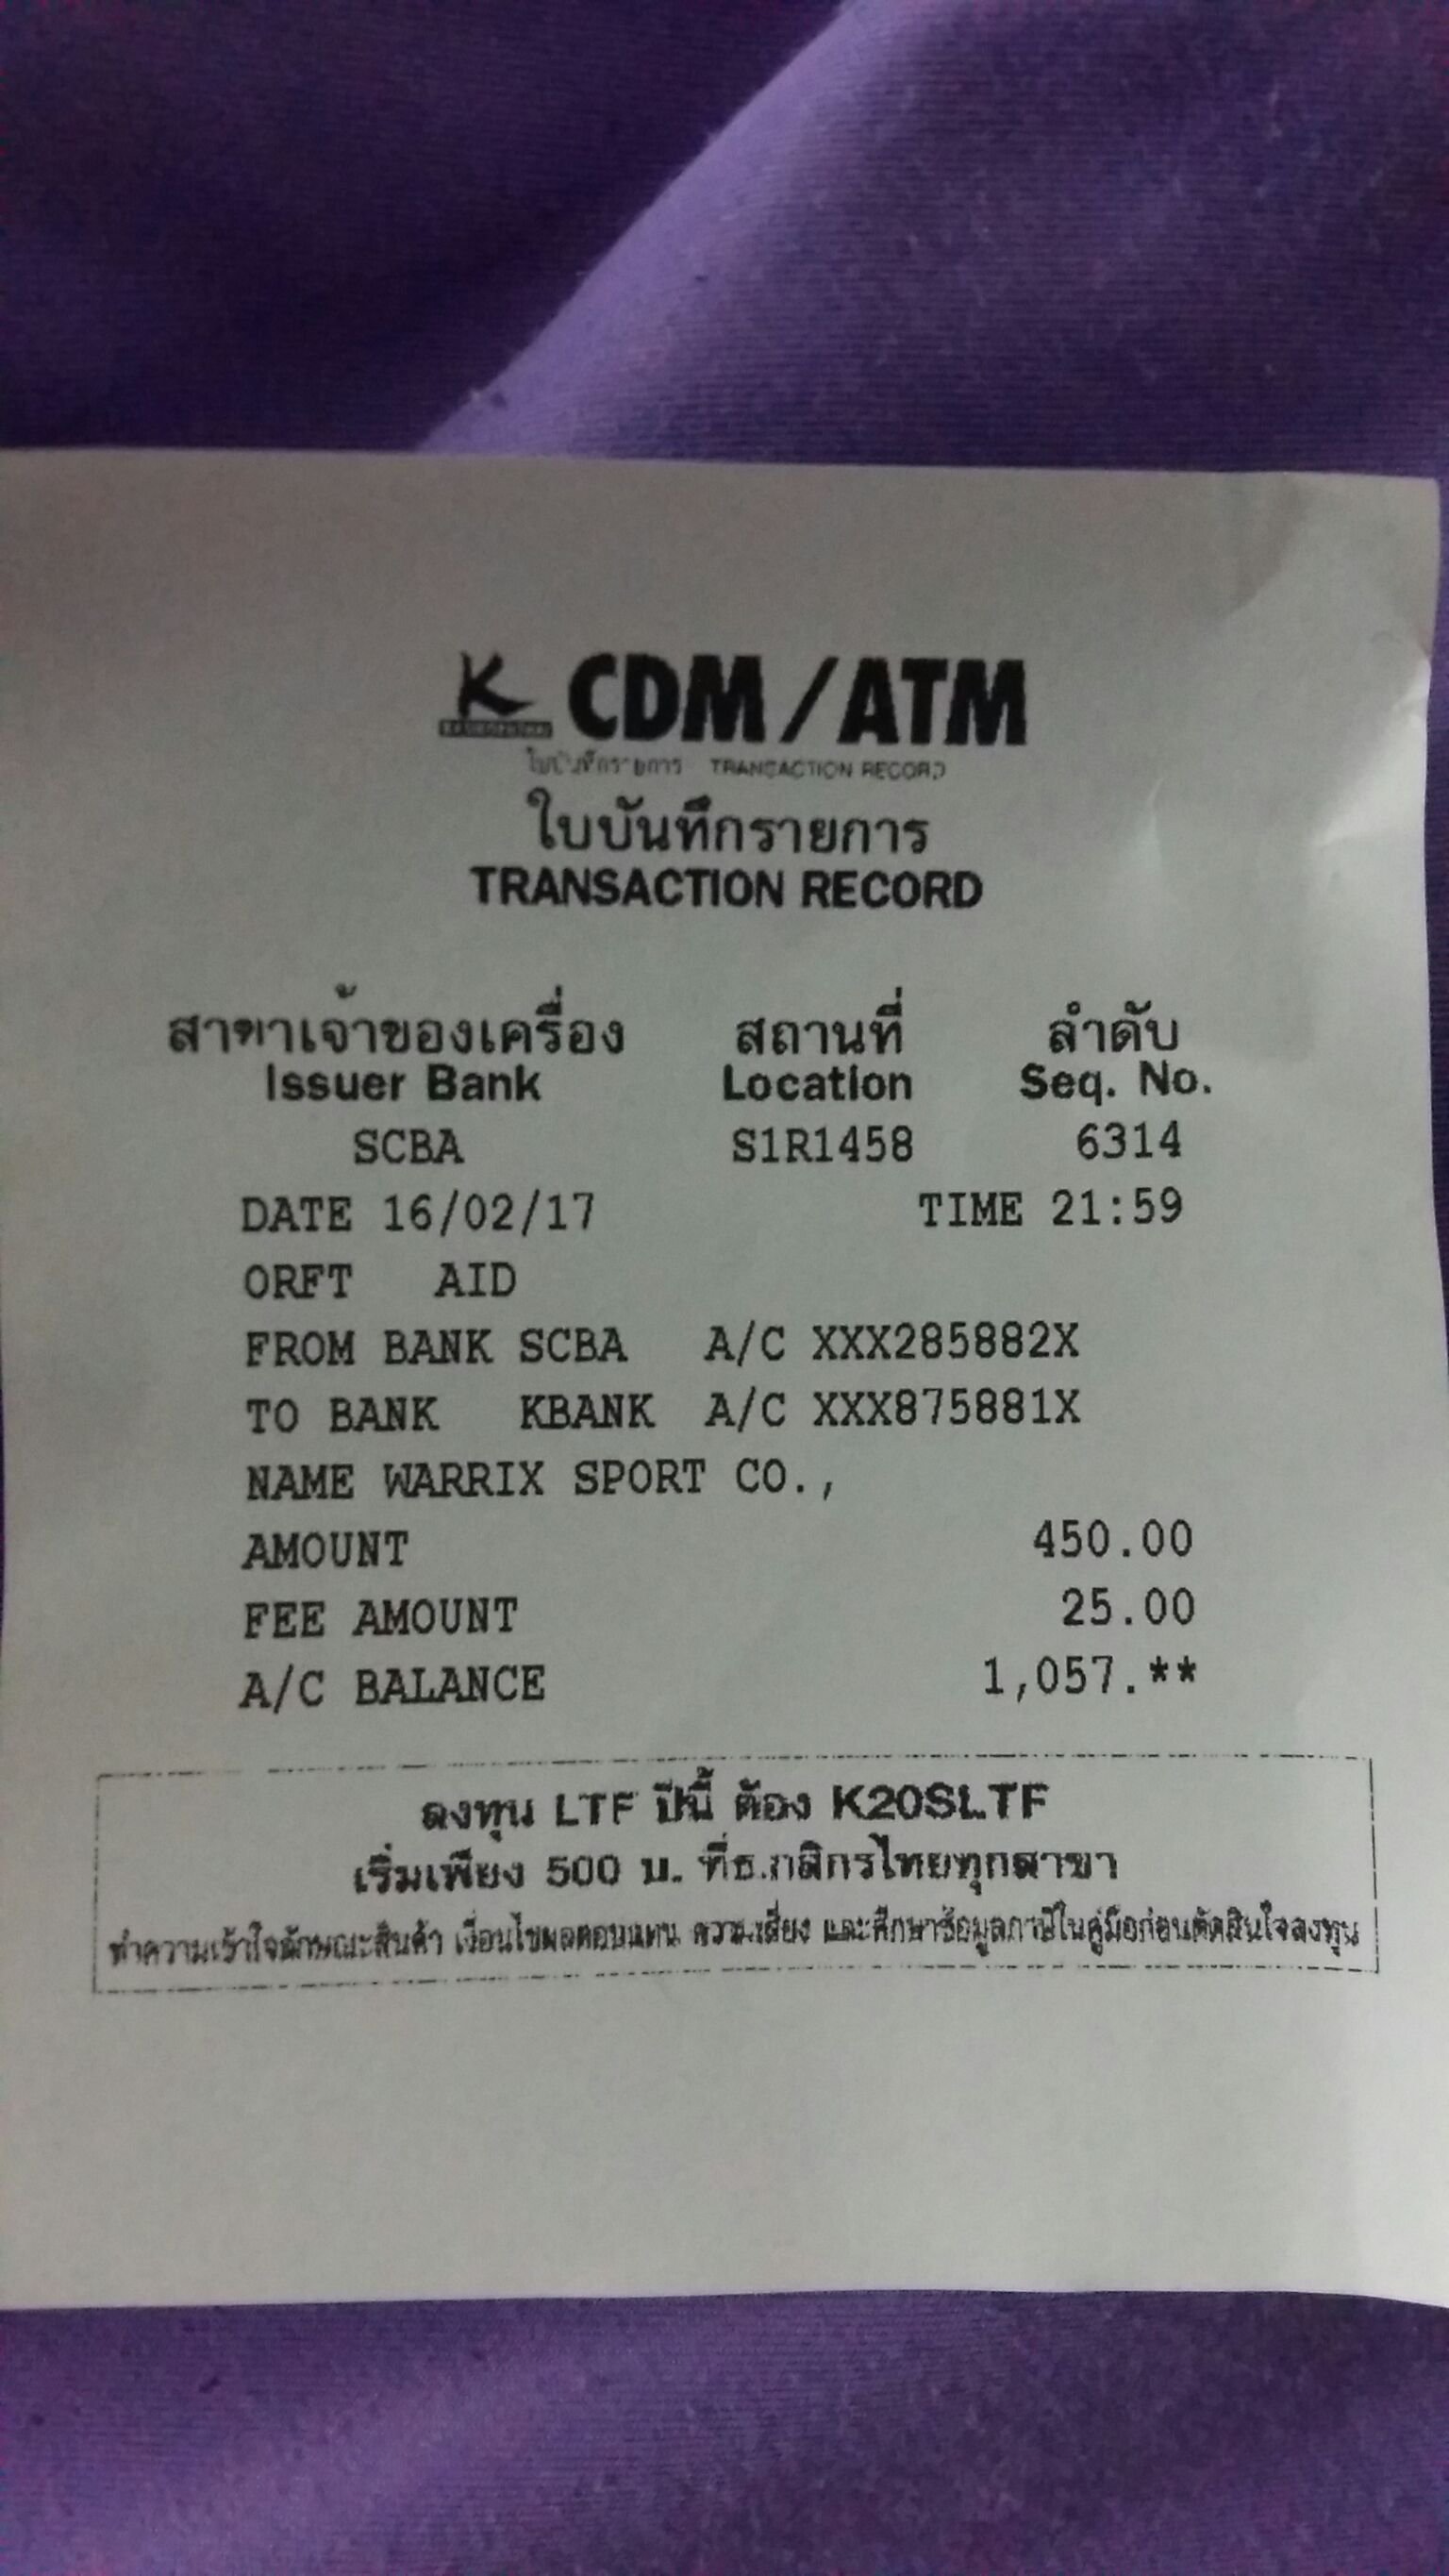 K CDM/ATM
ใบบันทึกรายการ TRANSACTION RECORD
ใบบันทึกรายการ
TRANSACTION RECORD
สาขาเจ้าของเครื่อง สถานที่ ลำดับ
Issuer Bank Location Seq. No.
SCBA S1R1458 6314
DATE 16/02/17 TIME 21:59
ORFT AID
FROM BANK SCBA A/C XXX285882X
TO BANK KBANK A/C XXX875881X
NAME WARRIX SPORT CO.,
AMOUNT 450.00
FEE AMOUNT 25.00
A/C BALANCE 1,057.**
ลงทุน LTF ปีนี้ ต้อง K20SLTF
เริ่มเพียง 500 บ. ที่ธ.กสิกรไทยทุกสาขา
ทำความเข้าใจลักษณะสินค้า เงื่อนไขผลตอบแทน ความเสี่ยง และศึกษาข้อมูลภาษีในคู่มือก่อนตัดสินใจลงทุน